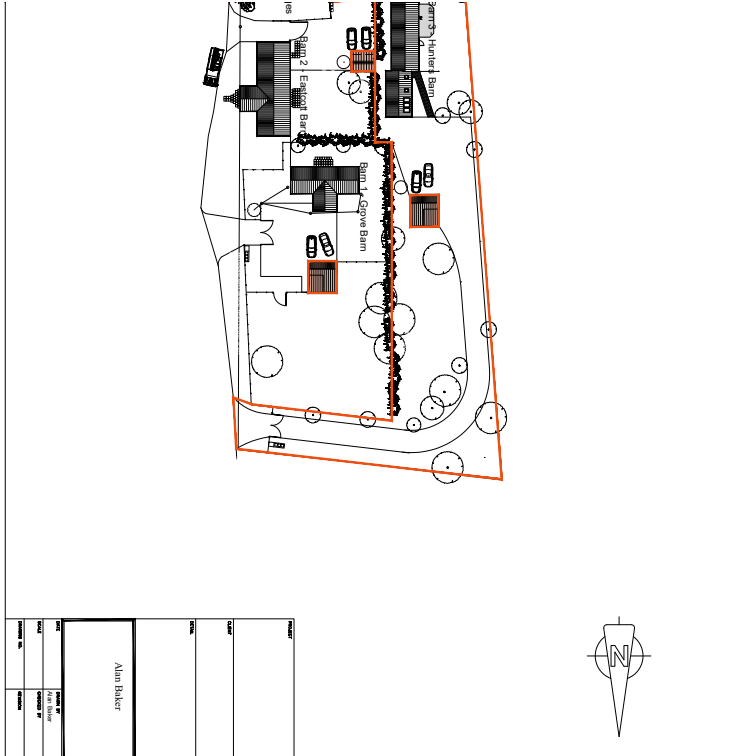 Barn 3 - Hunters Barn
Barn 2 - Eastcott Barn
Barn 1 - Grove Barn
N
PROJECT
CLIENT
DETAIL
Alan Baker
DATE
DRAWN BY
Alan Baker
SCALE
CHECKED BY
DRAWING NO.
REVISION